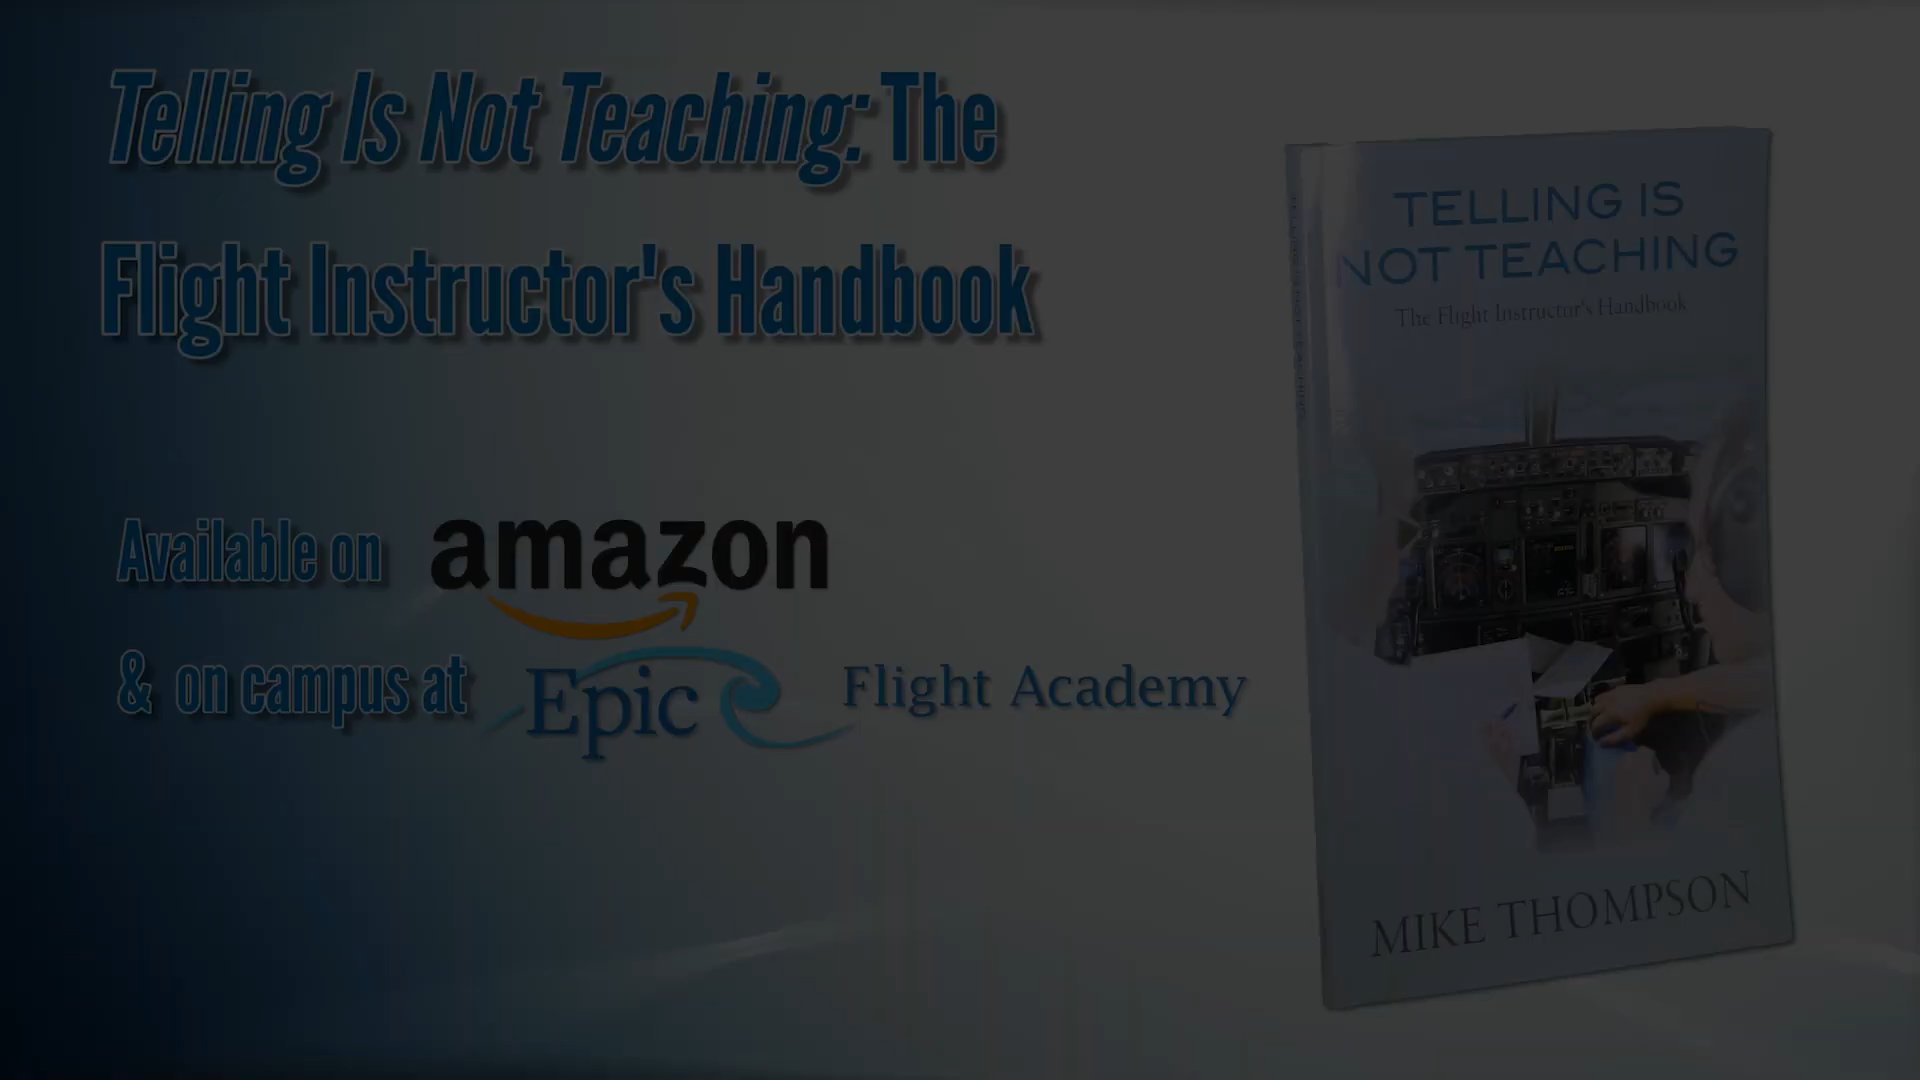 Telling Is Not Teaching: The
Flight Instructor's Handbook
Available on amazon
& on campus at Epic Flight Academy
TELLING IS
NOT TEACHING
The Flight Instructor's Handbook
MIKE THOMPSON